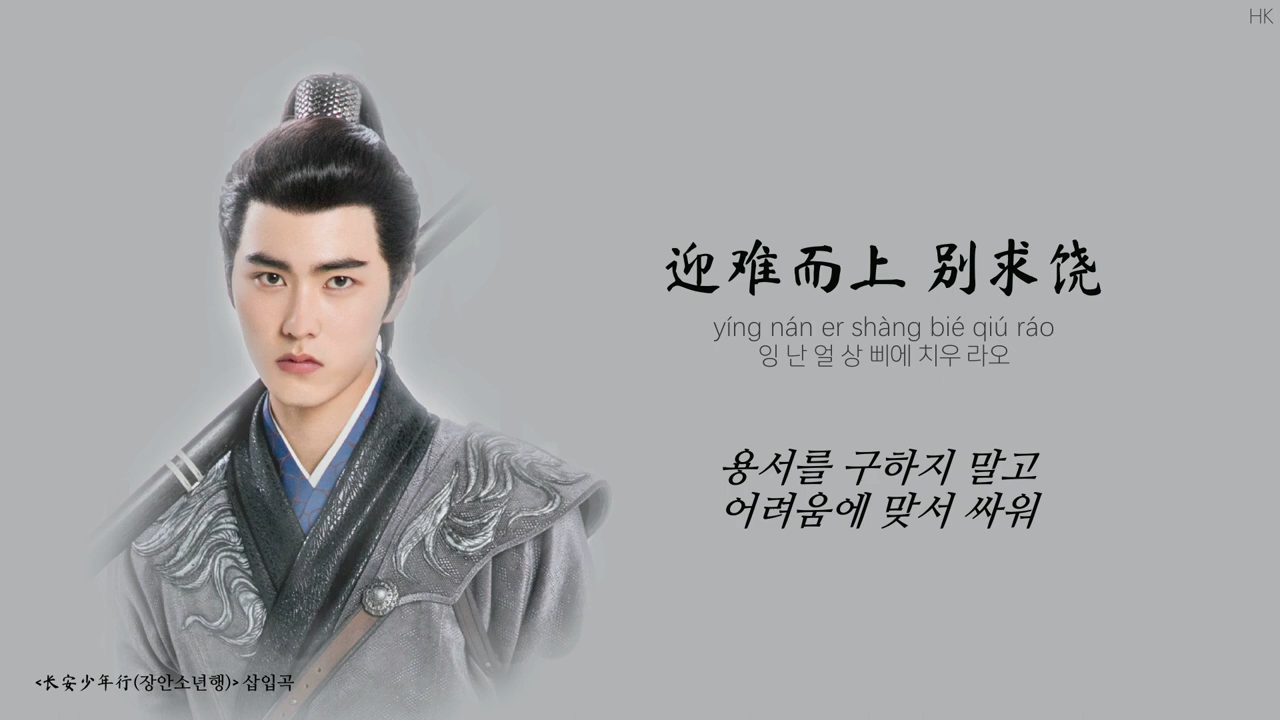 HK
迎难而上 别求饶
yíng nán er shàng bié qiú ráo
잉 난 얼 샹 삐에 치우 라오
용서를 구하지 말고
어려움에 맞서 싸워
<长安少年行(장안소년행)> 삽입곡